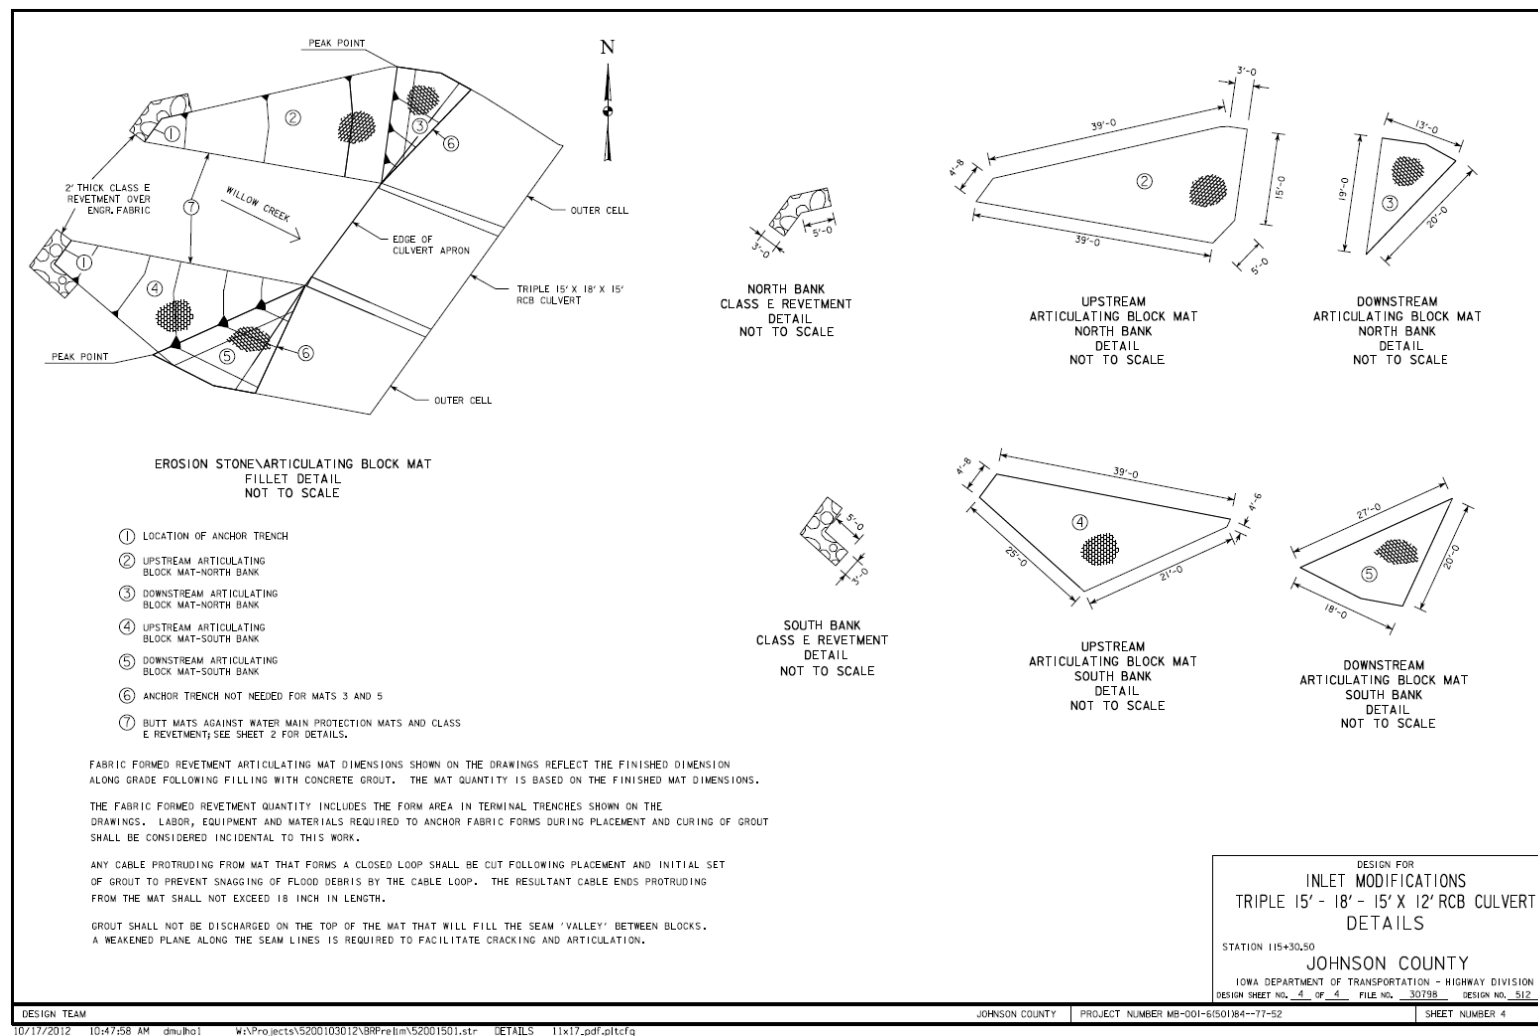 PEAK POINT
N
①
②
③
⑥
2' THICK CLASS E
REVETMENT OVER
ENGR. FABRIC
⑦
WILLOW CREEK
OUTER CELL
EDGE OF
CULVERT APRON
①
④
TRIPLE 15' X 18' X 15'
RCB CULVERT
⑤
⑥
PEAK POINT
OUTER CELL
EROSION STONE\ARTICULATING BLOCK MAT
FILLET DETAIL
NOT TO SCALE
3'-0
5'-0
NORTH BANK
CLASS E REVETMENT
DETAIL
NOT TO SCALE
3'-0
39'-0
4'-8
②
15'-0
39'-0
5'-0
UPSTREAM
ARTICULATING BLOCK MAT
NORTH BANK
DETAIL
NOT TO SCALE
13'-0
19'-0
③
20'-0
DOWNSTREAM
ARTICULATING BLOCK MAT
NORTH BANK
DETAIL
NOT TO SCALE
5'-0
3'-0
SOUTH BANK
CLASS E REVETMENT
DETAIL
NOT TO SCALE
4'-8
39'-0
4'-6
④
25'-0
21'-0
UPSTREAM
ARTICULATING BLOCK MAT
SOUTH BANK
DETAIL
NOT TO SCALE
27'-0
⑤
20'-0
18'-0
DOWNSTREAM
ARTICULATING BLOCK MAT
SOUTH BANK
DETAIL
NOT TO SCALE
① LOCATION OF ANCHOR TRENCH
② UPSTREAM ARTICULATING
BLOCK MAT-NORTH BANK
③ DOWNSTREAM ARTICULATING
BLOCK MAT-NORTH BANK
④ UPSTREAM ARTICULATING
BLOCK MAT-SOUTH BANK
⑤ DOWNSTREAM ARTICULATING
BLOCK MAT-SOUTH BANK
⑥ ANCHOR TRENCH NOT NEEDED FOR MATS 3 AND 5
⑦ BUTT MATS AGAINST WATER MAIN PROTECTION MATS AND CLASS
E REVETMENT; SEE SHEET 2 FOR DETAILS.
FABRIC FORMED REVETMENT ARTICULATING MAT DIMENSIONS SHOWN ON THE DRAWINGS REFLECT THE FINISHED DIMENSION
ALONG GRADE FOLLOWING FILLING WITH CONCRETE GROUT. THE MAT QUANTITY IS BASED ON THE FINISHED MAT DIMENSIONS.
THE FABRIC FORMED REVETMENT QUANTITY INCLUDES THE FORM AREA IN TERMINAL TRENCHES SHOWN ON THE
DRAWINGS. LABOR, EQUIPMENT AND MATERIALS REQUIRED TO ANCHOR FABRIC FORMS DURING PLACEMENT AND CURING OF GROUT
SHALL BE CONSIDERED INCIDENTAL TO THIS WORK.
ANY CABLE PROTRUDING FROM MAT THAT FORMS A CLOSED LOOP SHALL BE CUT FOLLOWING PLACEMENT AND INITIAL SET
OF GROUT TO PREVENT SNAGGING OF FLOOD DEBRIS BY THE CABLE LOOP. THE RESULTANT CABLE ENDS PROTRUDING
FROM THE MAT SHALL NOT EXCEED 18 INCH IN LENGTH.
GROUT SHALL NOT BE DISCHARGED ON THE TOP OF THE MAT THAT WILL FILL THE SEAM 'VALLEY' BETWEEN BLOCKS.
A WEAKENED PLANE ALONG THE SEAM LINES IS REQUIRED TO FACILITATE CRACKING AND ARTICULATION.
DESIGN FOR
INLET MODIFICATIONS
TRIPLE 15' - 18' - 15' X 12' RCB CULVERT
DETAILS
STATION 115+30.50
JOHNSON COUNTY
IOWA DEPARTMENT OF TRANSPORTATION - HIGHWAY DIVISION
DESIGN SHEET NO. 4 OF 4 FILE NO. 30798 DESIGN NO. 512
DESIGN TEAM JOHNSON COUNTY PROJECT NUMBER MB-001-6(501)84--77-52 SHEET NUMBER 4
10/17/2012 10:47:58 AM dmulhol W:\Projects\5200103012\BRPrelim\52001501.str DETAILS 11x17_pdf.pltcfg